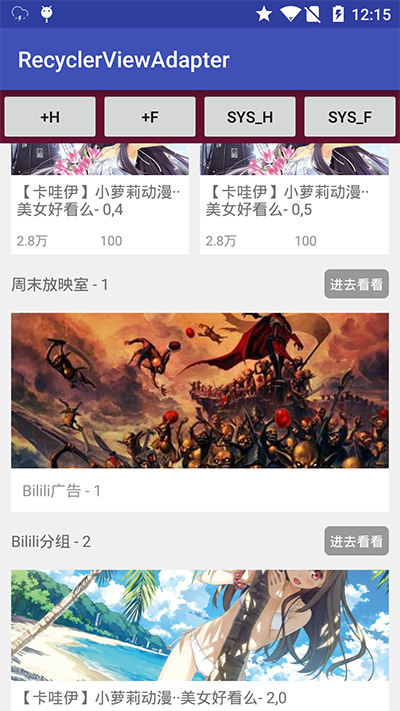 12:15
RecyclerViewAdapter
+H +F SYS_H SYS_F
【卡哇伊】小萝莉动漫··
美女好看么- 0,4
2.8万 100
【卡哇伊】小萝莉动漫··
美女好看么- 0,5
2.8万 100
周末放映室 - 1 进去看看
Bilili广告 - 1
Bilili分组 - 2 进去看看
【卡哇伊】小萝莉动漫··美女好看么- 2,0